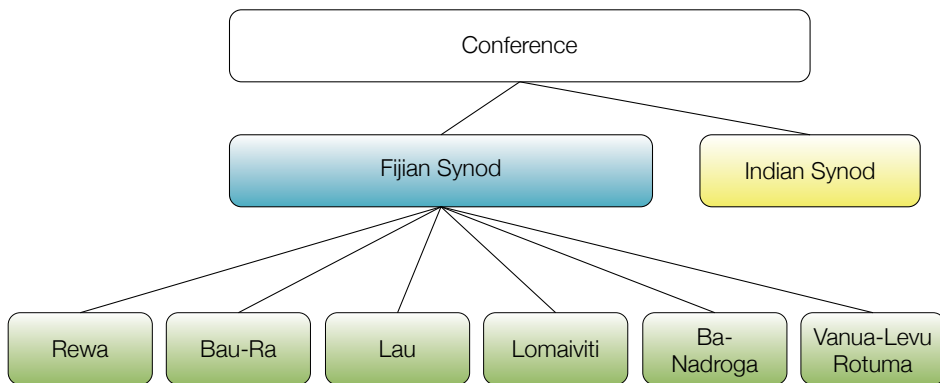 Conference
Fijian Synod
Indian Synod
Rewa
Bau-Ra
Lau
Lomaiviti
Ba-
Nadroga
Vanua-Levu
Rotuma